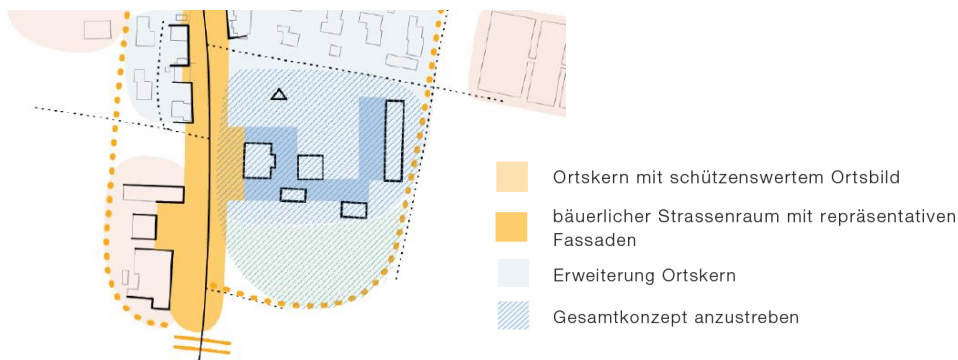 Ortskern mit schützenswertem Ortsbild
bäuerlicher Strassenraum mit repräsentativen
Fassaden
Erweiterung Ortskern
Gesamtkonzept anzustreben